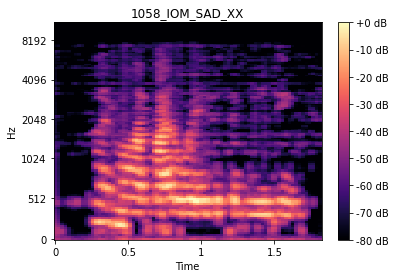 1058_IOM_SAD_XX
8192
4096
2048
1024
512
0
Hz
0
0.5
1
1.5
Time
+0 dB
-10 dB
-20 dB
-30 dB
-40 dB
-50 dB
-60 dB
-70 dB
-80 dB